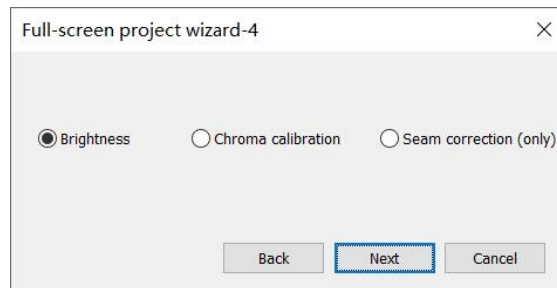 Full-screen project wizard-4
Brightness Chroma calibration Seam correction (only)
Back Next Cancel